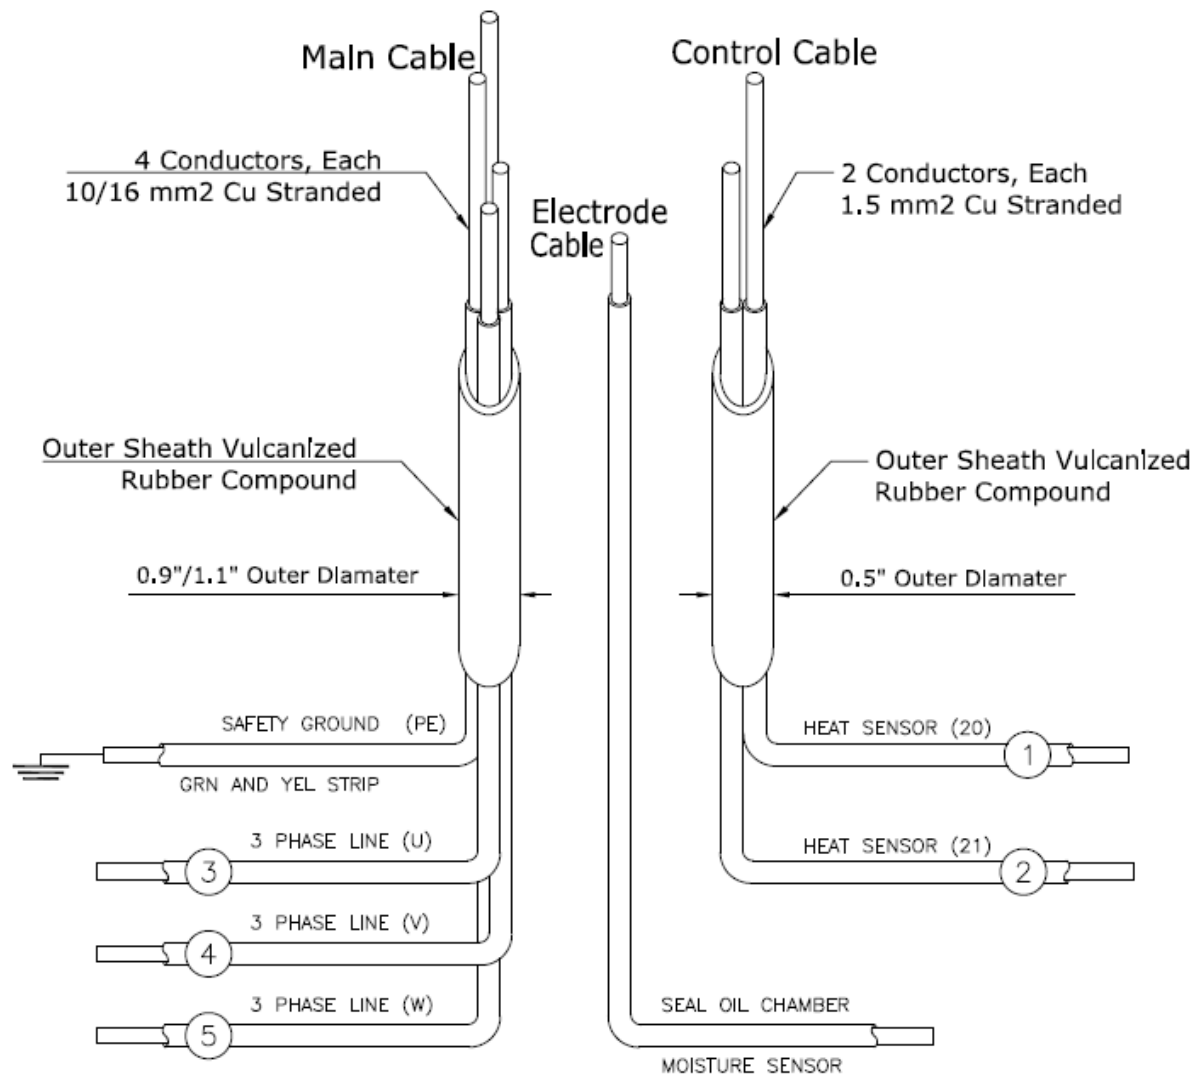 Main Cable
Control Cable
4 Conductors, Each
10/16 mm2 Cu Stranded
2 Conductors, Each
1.5 mm2 Cu Stranded
Electrode
Cable
Outer Sheath Vulcanized
Rubber Compound
Outer Sheath Vulcanized
Rubber Compound
0.9"/1.1" Outer Diamater
0.5" Outer Diamater
SAFETY GROUND (PE)
GRN AND YEL STRIP
HEAT SENSOR (20)
1
3 PHASE LINE (U)
3
HEAT SENSOR (21)
2
3 PHASE LINE (V)
4
3 PHASE LINE (W)
5
SEAL OIL CHAMBER
MOISTURE SENSOR